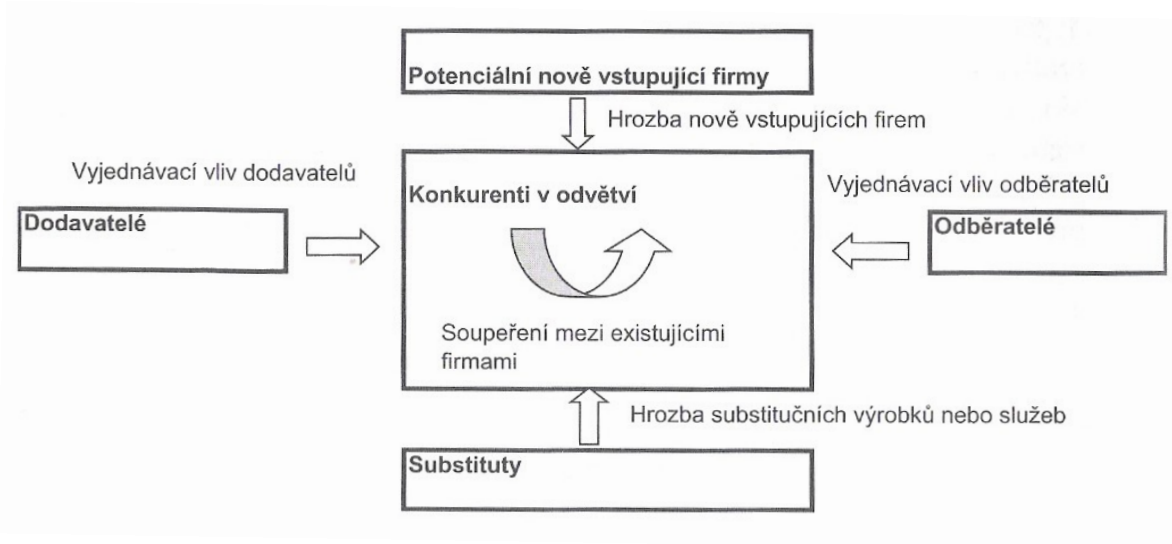 Potenciální nově vstupující firmy
Hrozba nově vstupujících firem
Vyjednávací vliv dodavatelů
Dodavatelé
Konkurenti v odvětví
Soupeření mezi existujícími
firmami
Vyjednávací vliv odběratelů
Odběratelé
Hrozba substitučních výrobků nebo služeb
Substituty